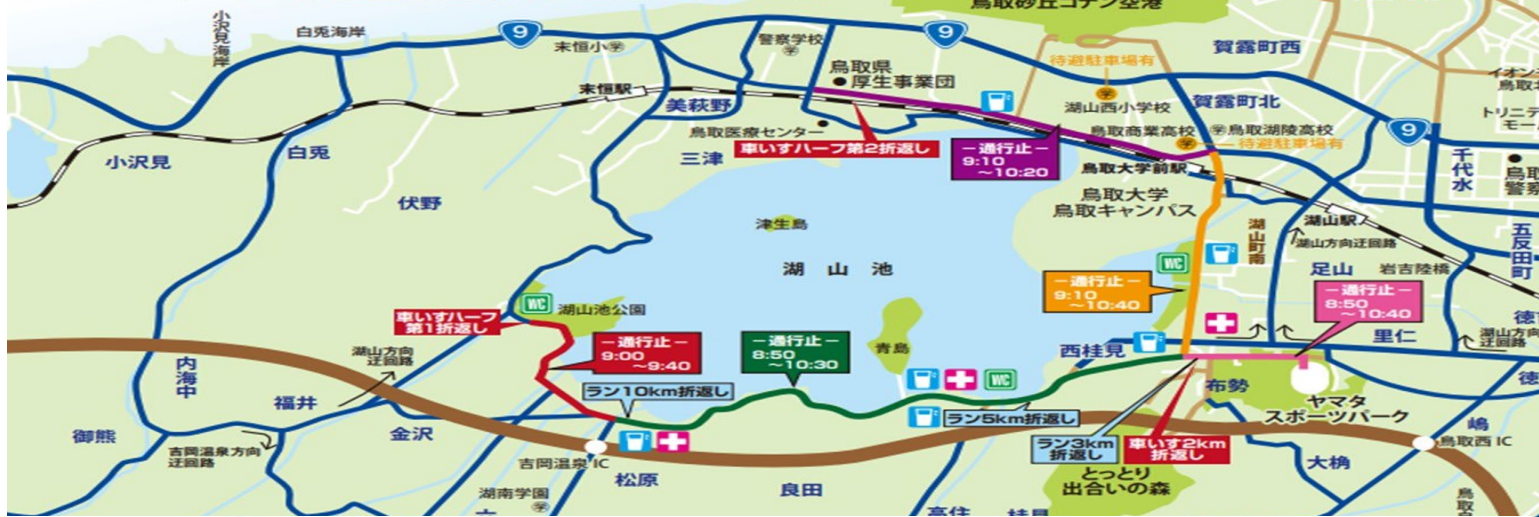 鳥取砂丘コナン空港
小沢見海岸
白兎海岸
9
末恒小
警察学校
9
賀露町西
待避駐車場有
鳥取県
厚生事業団
末恒駅
美萩野
湖山西小学校
賀露町北
9
小沢見
白兎
鳥取医療センター
車いすハーフ第2折返し
三津
－通行止－
9:10
～10:20
鳥取商業高校
鳥取湖陵高校
待避駐車場有
鳥取大学前駅
千代水
伏野
鳥取大学
鳥取キャンパス
津生島
湖山町南
湖山駅
湖山方向迂回路
五反田町
湖山池
WC
足山
岩吉陸橋
－通行止－
9:10
～10:40
－通行止－
8:50
～10:40
WC
湖山池公園
車いすハーフ
第1折返し
－通行止－
9:00
～9:40
－通行止－
8:50
～10:30
青島
西桂見
里仁
湖山方向
迂回路
内海中
湖山方向
迂回路
WC
布勢
ヤマタ
スポーツパーク
ラン10km折返し
ラン5km折返し
福井
金沢
御熊
吉岡温泉方向
迂回路
吉岡温泉IC
松原
良田
ラン3km
折返し
車いす2km
折返し
とっとり
出合いの森
嶋
鳥取西IC
大桷
湖南学園
高住
桂見